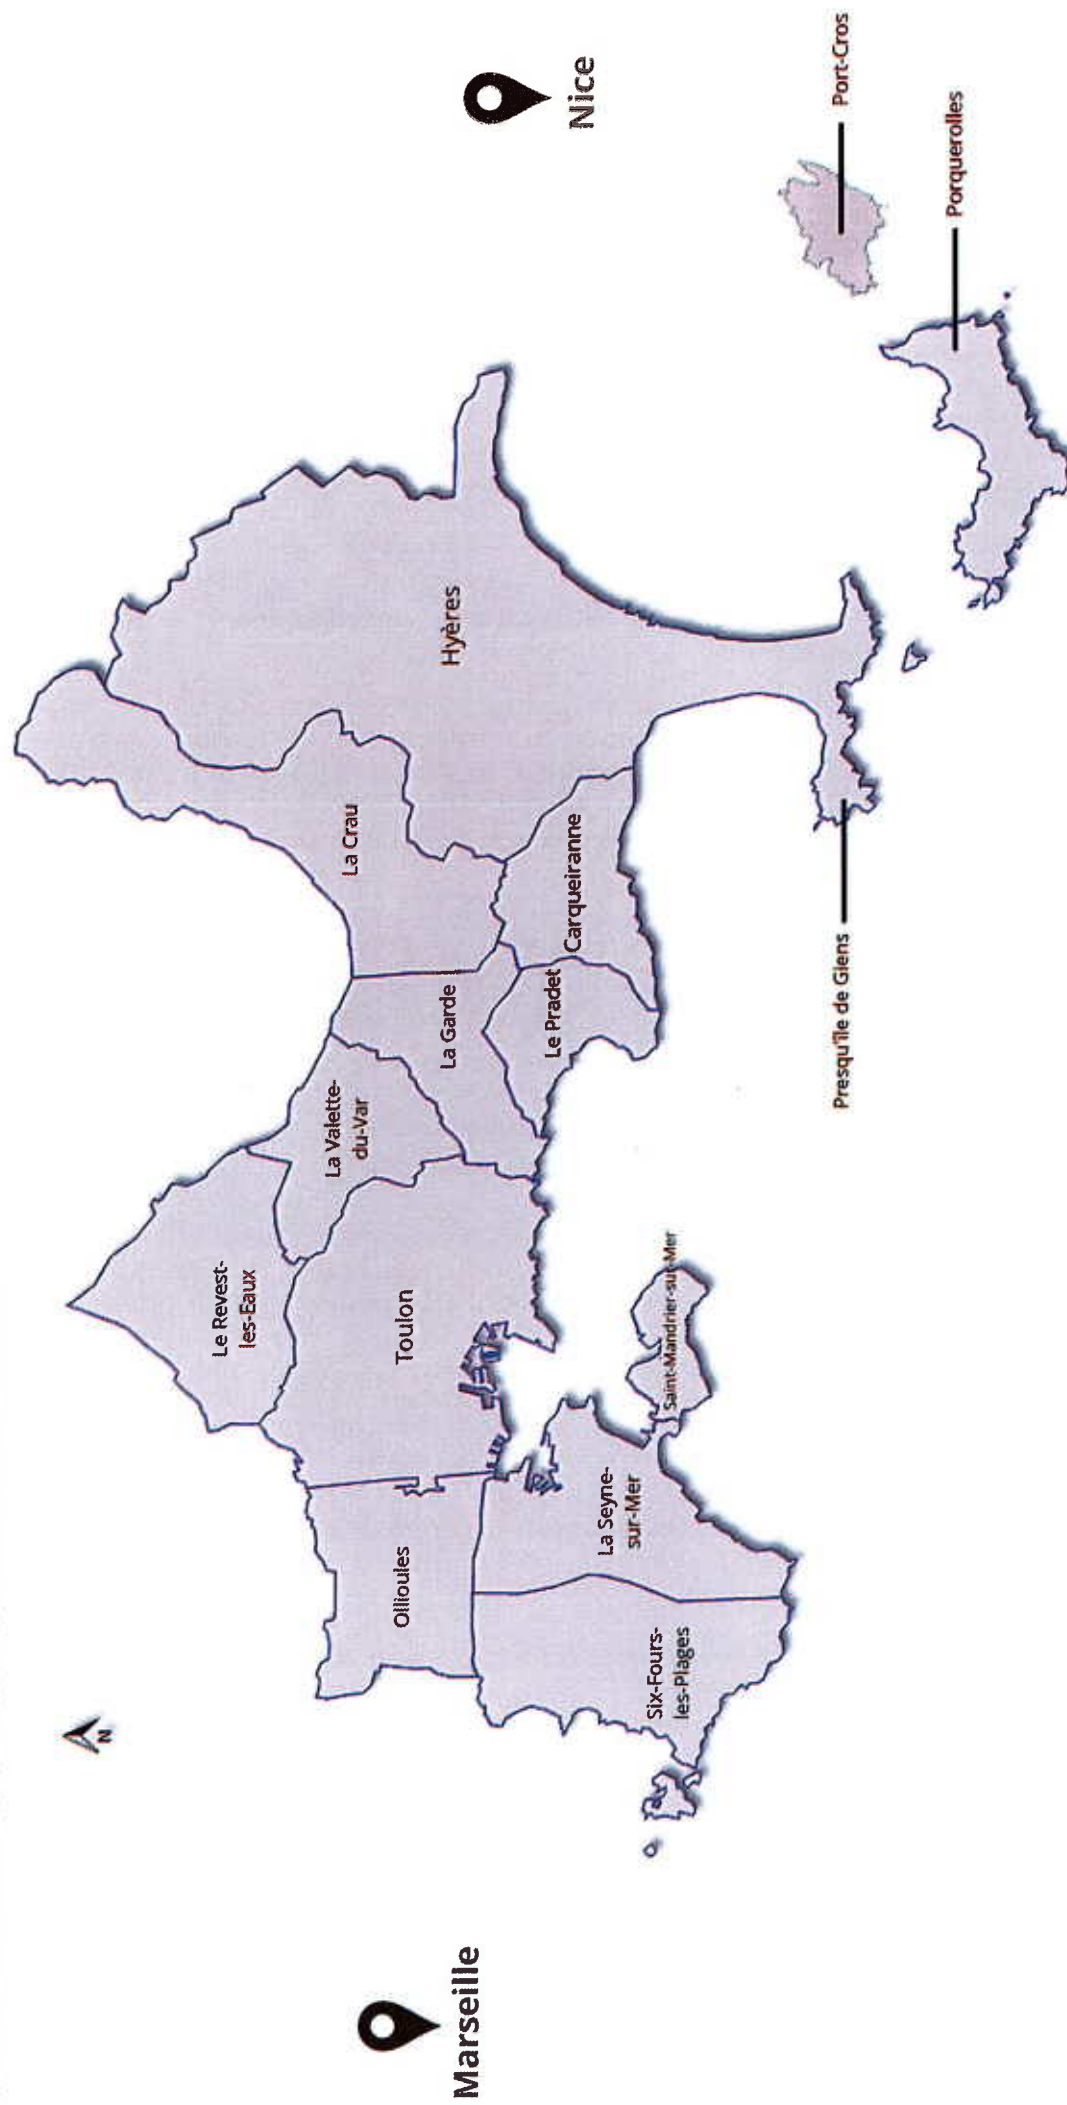 N
Marseille
Nice
Le Revest-
les-Eaux
La Valette-
du-Var
La Crau
Hyères
Ollioules
Toulon
La Garde
Le Pradet
Carqueiranne
Six-Fours-
les-Plages
La Seyne-
sur-Mer
Saint-Mandrier-sur-Mer
Presqu'île de Giens
Port-Cros
Porquerolles